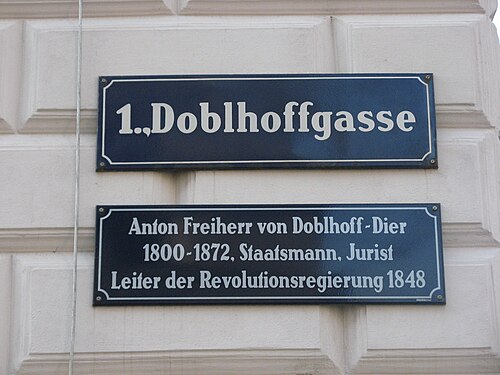 1., Doblhoffgasse
Anton Freiherr von Doblhoff-Dier
1800-1872, Staatsmann, Jurist
Leiter der Revolutionsregierung 1848